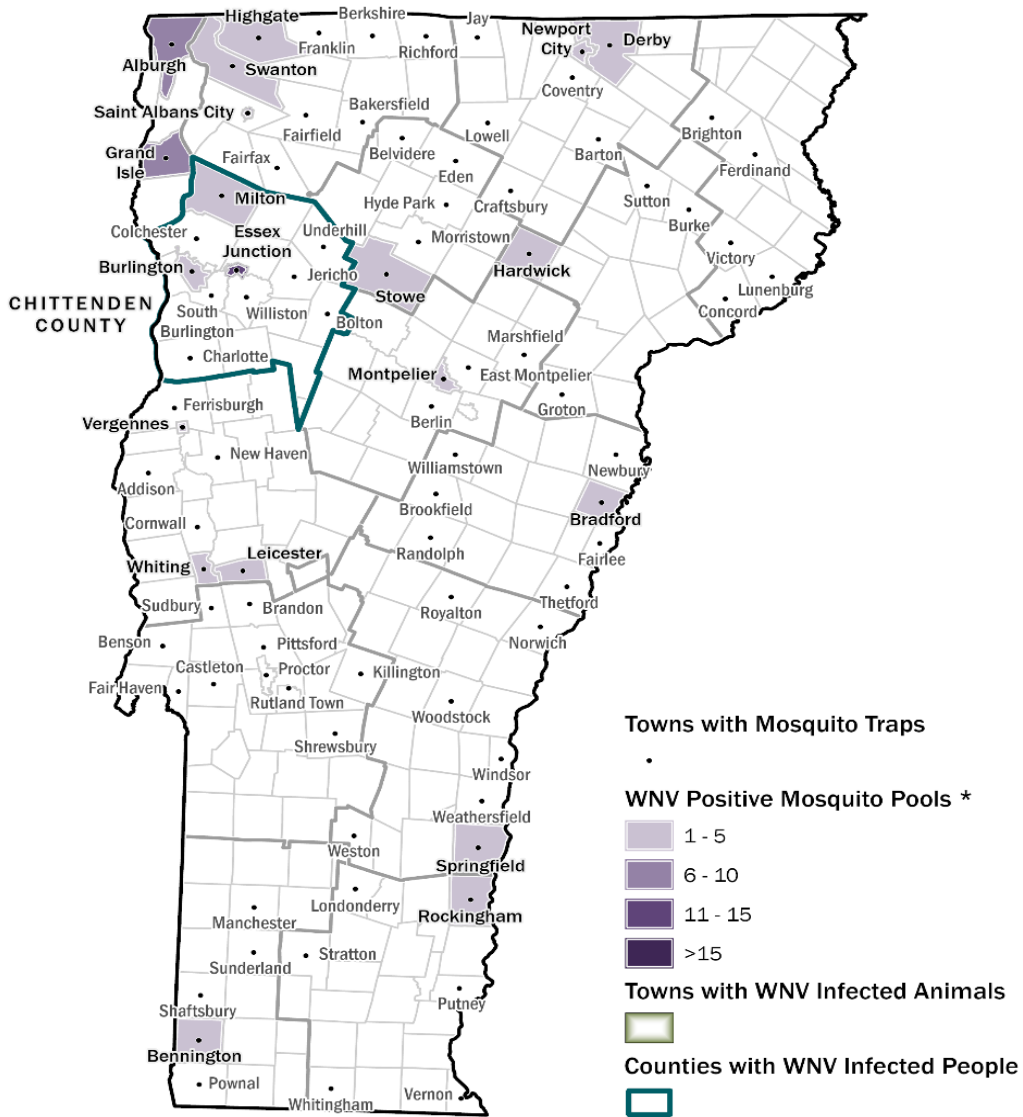 Highgate
Berkshire
Jay
Franklin
Richford
Newport
City
Derby
Alburgh
Swanton
Coventry
Saint Albans City
Bakersfield
Fairfield
Lowell
Brighton
Grand
Isle
Fairfax
Belvidere
Barton
Eden
Ferdinand
Milton
Hyde Park
Craftsbury
Sutton
Burke
Colchester
Essex
Junction
Underhill
Morristown
Victory
Burlington
Jericho
Hardwick
Stowe
Lunenburg
CHITTENDEN
COUNTY
South
Burlington
Williston
Bolton
Concord
Marshfield
Charlotte
Montpelier
East Montpelier
Ferrisburgh
Groton
Vergennes
Berlin
New Haven
Williamstown
Newbury
Addison
Brookfield
Cornwall
Bradford
Whiting
Leicester
Randolph
Fairlee
Sudbury
Brandon
Royalton
Thetford
Benson
Pittsford
Norwich
Castleton
Proctor
Killington
Fair Haven
Rutland Town
Woodstock
Shrewsbury
Windsor
Weathersfield
Weston
Springfield
Londonderry
Rockingham
Manchester
Stratton
Sunderland
Putney
Shaftsbury
Bennington
Pownal
Whitingham
Vernon
Towns with Mosquito Traps
WNV Positive Mosquito Pools *
1 - 5
6 - 10
11 - 15
>15
Towns with WNV Infected Animals
Counties with WNV Infected People